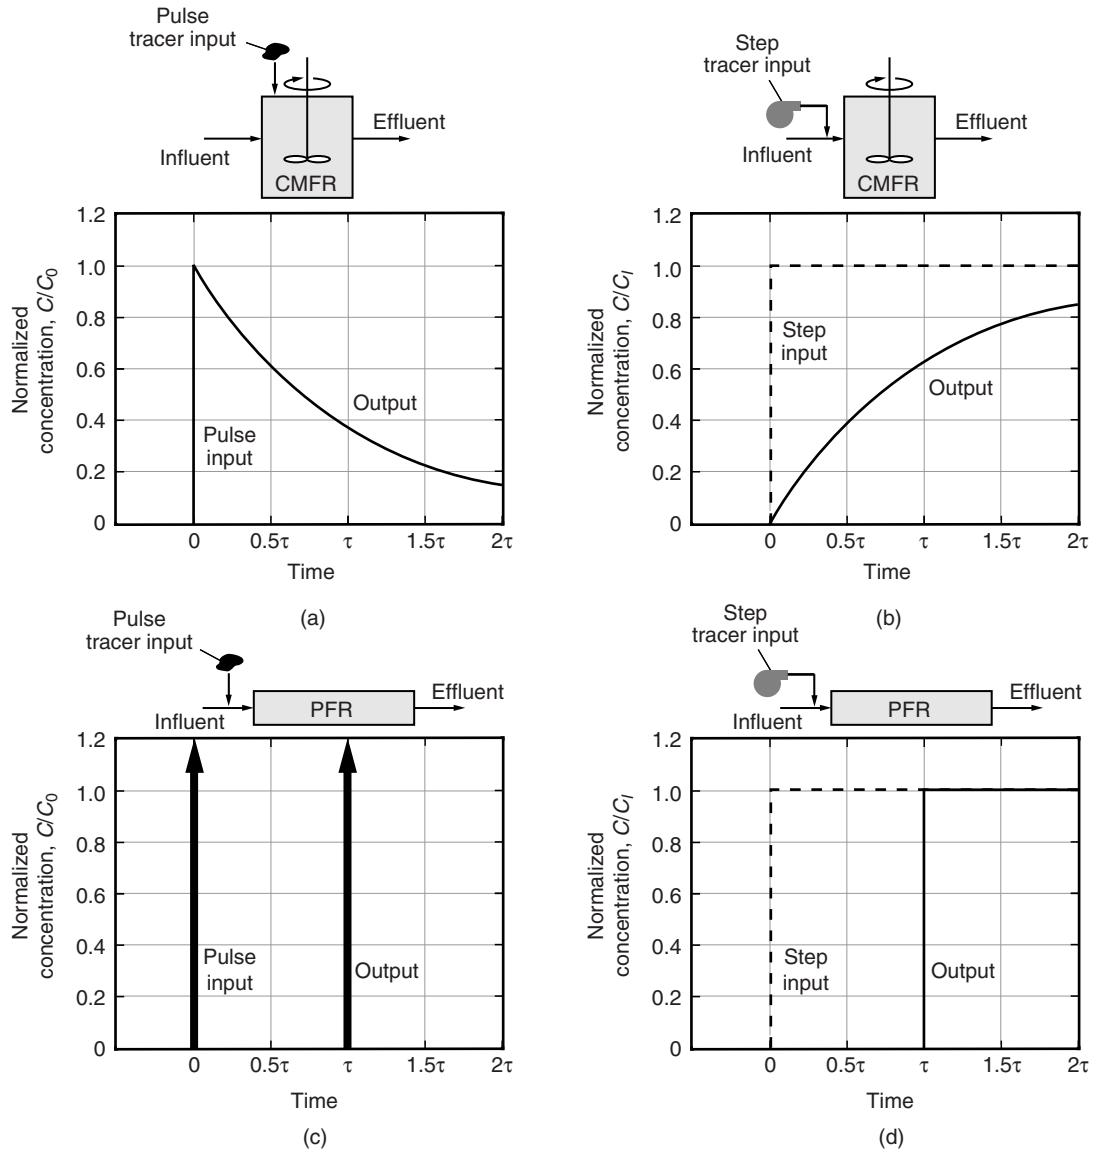 Pulse
tracer input
Influent
Effluent
CMFR
Normalized
concentration, C/C0
1.2
1.0
0.8
0.6
0.4
0.2
0
Pulse
input
Output
0 0.5τ τ 1.5τ 2τ
Time
(a)
Step
tracer input
Influent
Effluent
CMFR
Normalized
concentration, C/CI
1.2
1.0
0.8
0.6
0.4
0.2
0
Step
input
Output
0 0.5τ τ 1.5τ 2τ
Time
(b)
Pulse
tracer input
Influent
PFR
Effluent
Normalized
concentration, C/C0
1.2
1.0
0.8
0.6
0.4
0.2
0
Pulse
input
Output
0 0.5τ τ 1.5τ 2τ
Time
(c)
Step
tracer input
Influent
PFR
Effluent
Normalized
concentration, C/CI
1.2
1.0
0.8
0.6
0.4
0.2
0
Step
input
Output
0 0.5τ τ 1.5τ 2τ
Time
(d)